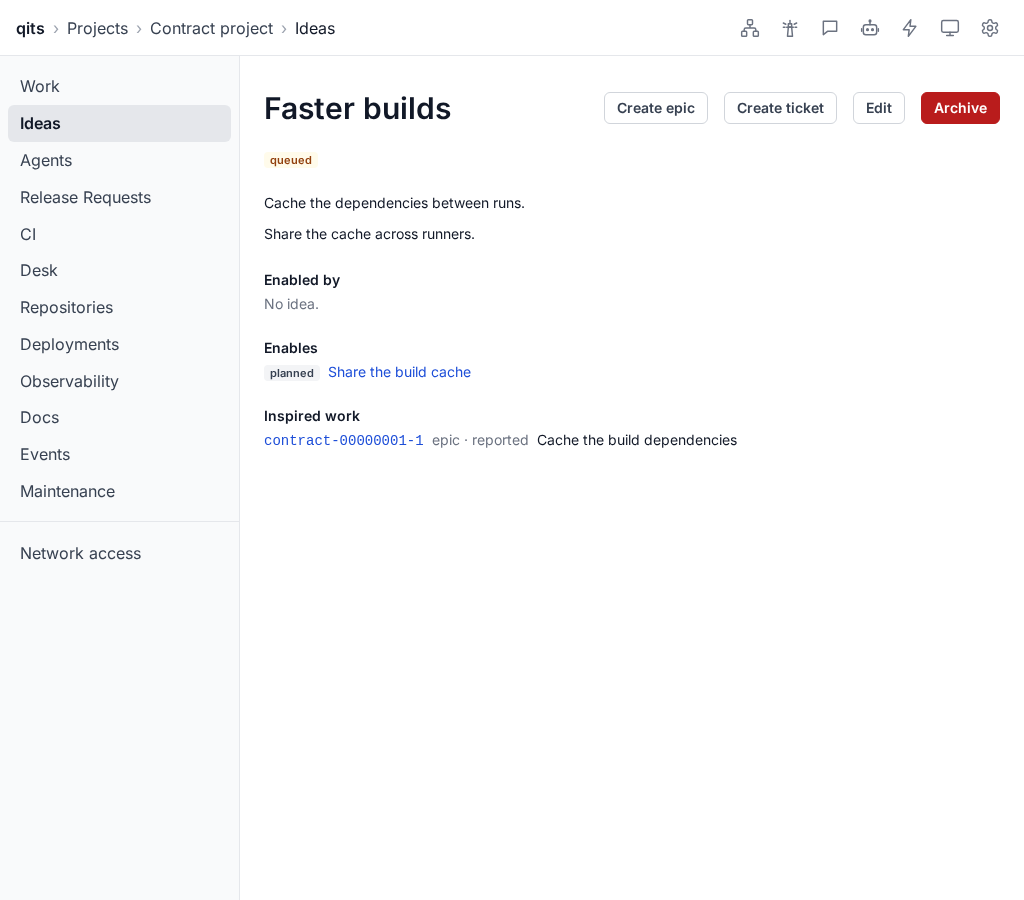 qits › Projects › Contract project › Ideas
Work
Ideas
Agents
Release Requests
CI
Desk
Repositories
Deployments
Observability
Docs
Events
Maintenance
Network access
Faster builds
Create epic
Create ticket
Edit
Archive
queued
Cache the dependencies between runs.
Share the cache across runners.
Enabled by
No idea.
Enables
planned Share the build cache
Inspired work
contract-00000001-1 epic · reported Cache the build dependencies